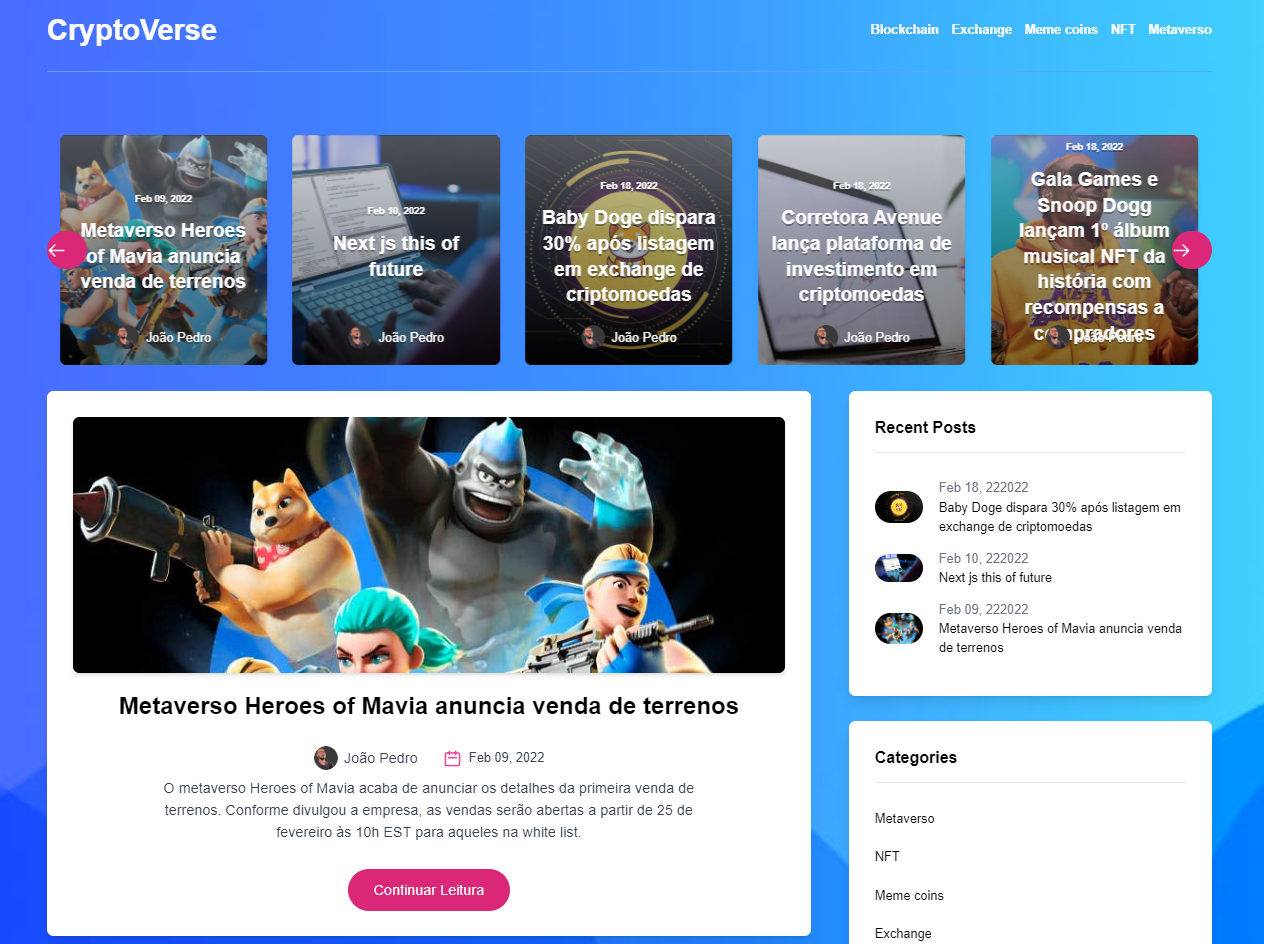 CryptoVerse
Blockchain Exchange Meme coins NFT Metaverso
Feb 09, 2022
Metaverso Heroes
of Mavia anuncia
venda de terrenos
João Pedro
Feb 10, 2022
Next js this of
future
João Pedro
Feb 18, 2022
Baby Doge dispara
30% após listagem
em exchange de
criptomoedas
João Pedro
Feb 18, 2022
Corretora Avenue
lança plataforma de
investimento em
criptomoedas
João Pedro
Feb 18, 2022
Gala Games e
Snoop Dogg
lançam 1º álbum
musical NFT da
história com
recompensas a
compradores
João Pedro
Metaverso Heroes of Mavia anuncia venda de terrenos
João Pedro
Feb 09, 2022
O metaverso Heroes of Mavia acaba de anunciar os detalhes da primeira venda de
terrenos. Conforme divulgou a empresa, as vendas serão abertas a partir de 25 de
fevereiro às 10h EST para aqueles na white list.
Continuar Leitura
Recent Posts
Feb 18, 222022
Baby Doge dispara 30% após listagem em
exchange de criptomoedas
Feb 10, 222022
Next js this of future
Feb 09, 222022
Metaverso Heroes of Mavia anuncia venda
de terrenos
Categories
Metaverso
NFT
Meme coins
Exchange